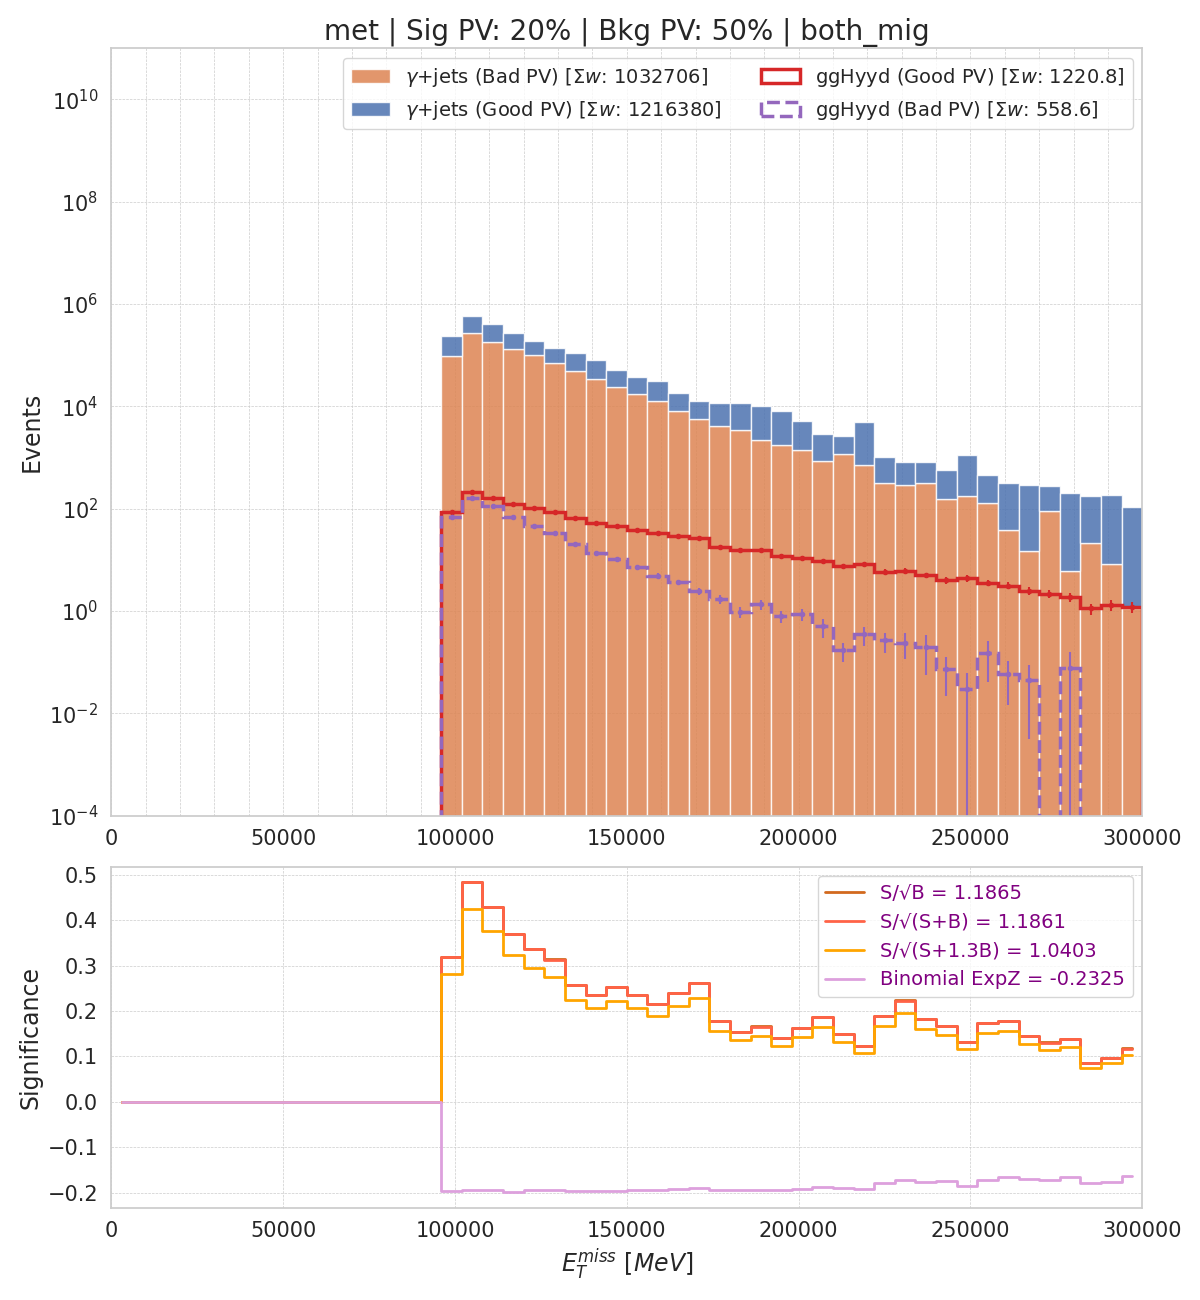 met | Sig PV: 20% | Bkg PV: 50% | both_mig
γ+jets (Bad PV) [Σw: 1032706]
γ+jets (Good PV) [Σw: 1216380]
ggHyyd (Good PV) [Σw: 1220.8]
ggHyyd (Bad PV) [Σw: 558.6]
Events
10^10
10^8
10^6
10^4
10^2
10^0
10^−2
10^−4
0 50000 100000 150000 200000 250000 300000
Significance
0.5
0.4
0.3
0.2
0.1
0.0
−0.1
−0.2
S/√B = 1.1865
S/√(S+B) = 1.1861
S/√(S+1.3B) = 1.0403
Binomial ExpZ = -0.2325
0 50000 100000 150000 200000 250000 300000
E_T^miss [MeV]